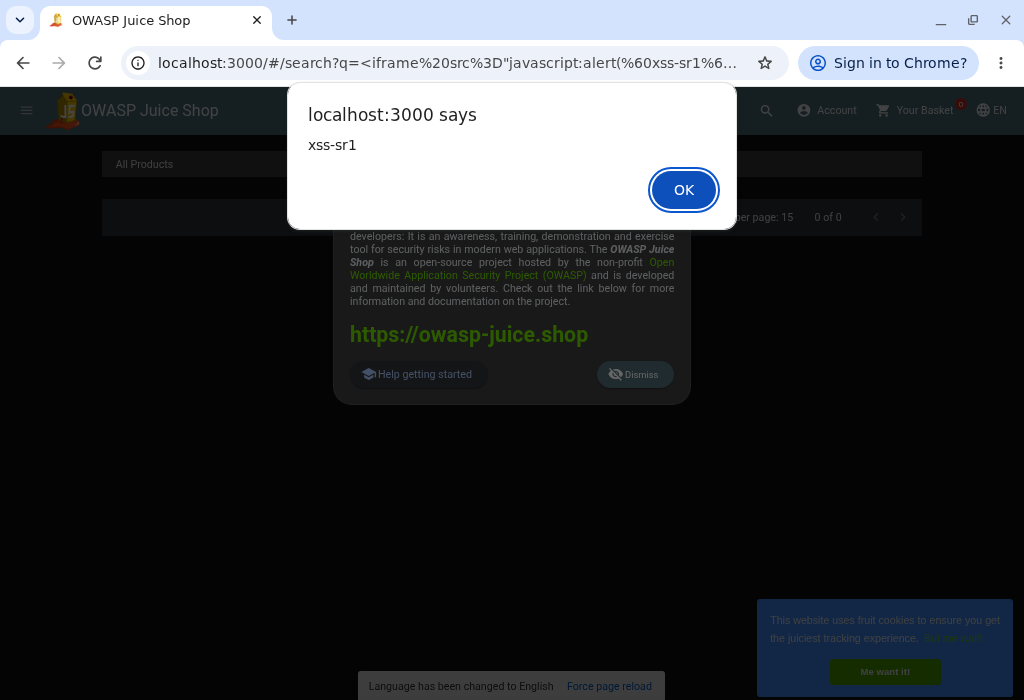 OWASP Juice Shop
localhost:3000/#/search?q=<iframe%20src%3D"javascript:alert(%60xss-sr1%6...
Sign in to Chrome?
localhost:3000 says
xss-sr1
OK
OWASP Juice Shop
Account
Your Basket
0
EN
All Products
per page: 15
0 of 0
developers: It is an awareness, training, demonstration and exercise
tool for security risks in modern web applications. The OWASP Juice
Shop is an open-source project hosted by the non-profit Open
Worldwide Application Security Project (OWASP) and is developed
and maintained by volunteers. Check out the link below for more
information and documentation on the project.
https://owasp-juice.shop
Help getting started
Dismiss
This website uses fruit cookies to ensure you get
the juiciest tracking experience.
Me want it!
Language has been changed to English
Force page reload